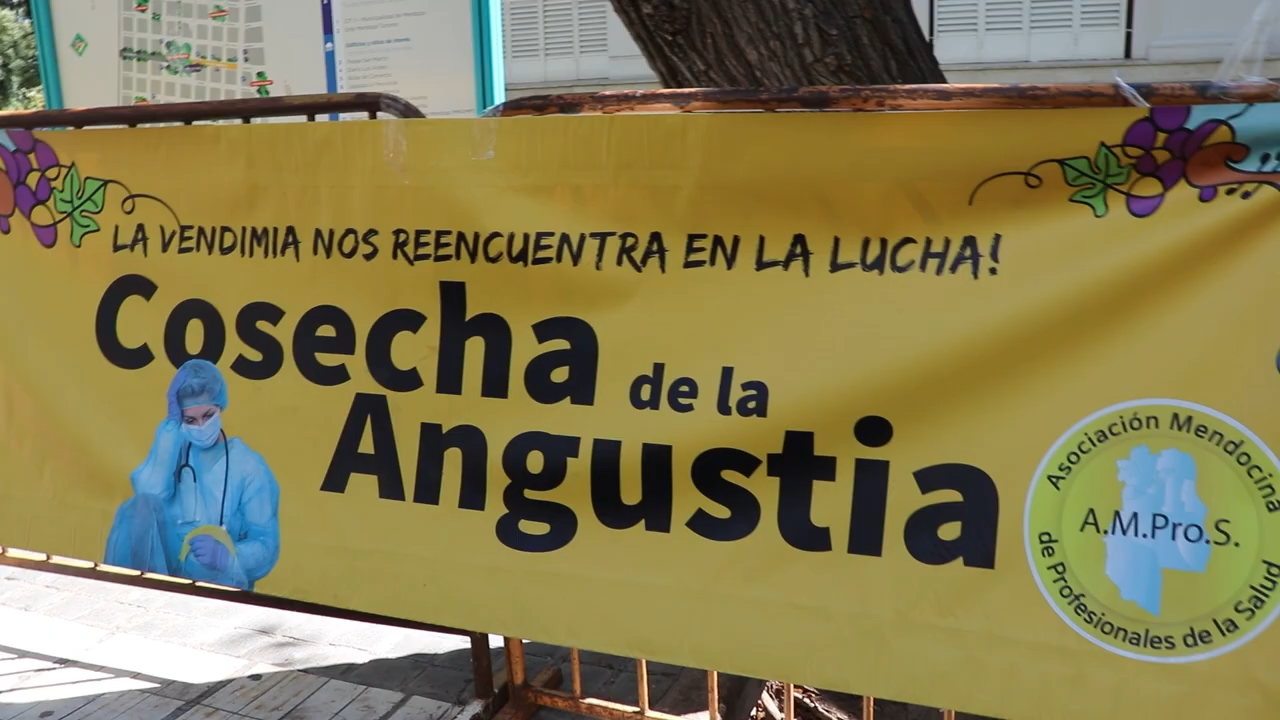 LA VENDIMIA NOS REENCUENTRA EN LA LUCHA!
Cosecha
de la
Angustia
Asociación Mendocina
A.M.Pro.S.
de Profesionales de la Salud